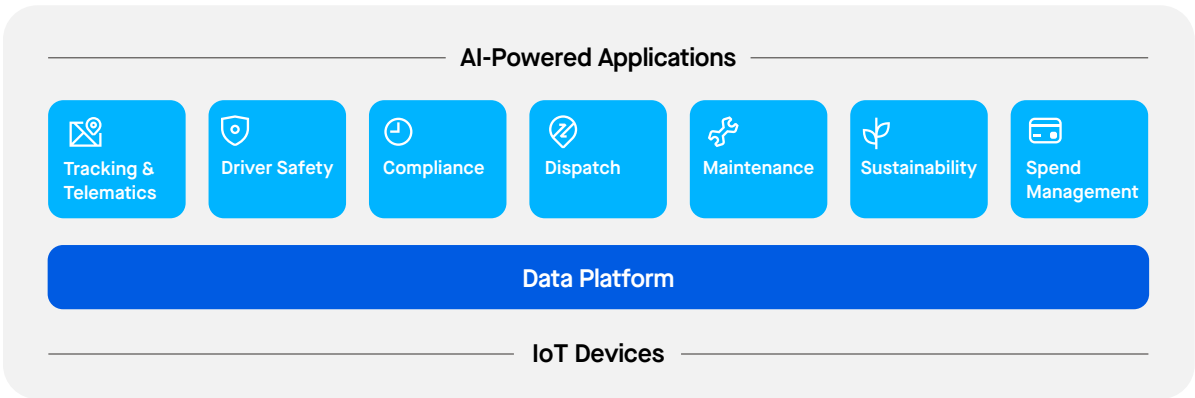 AI-Powered Applications
Tracking &
Telematics
Driver Safety
Compliance
Dispatch
Maintenance
Sustainability
Spend
Management
Data Platform
IoT Devices